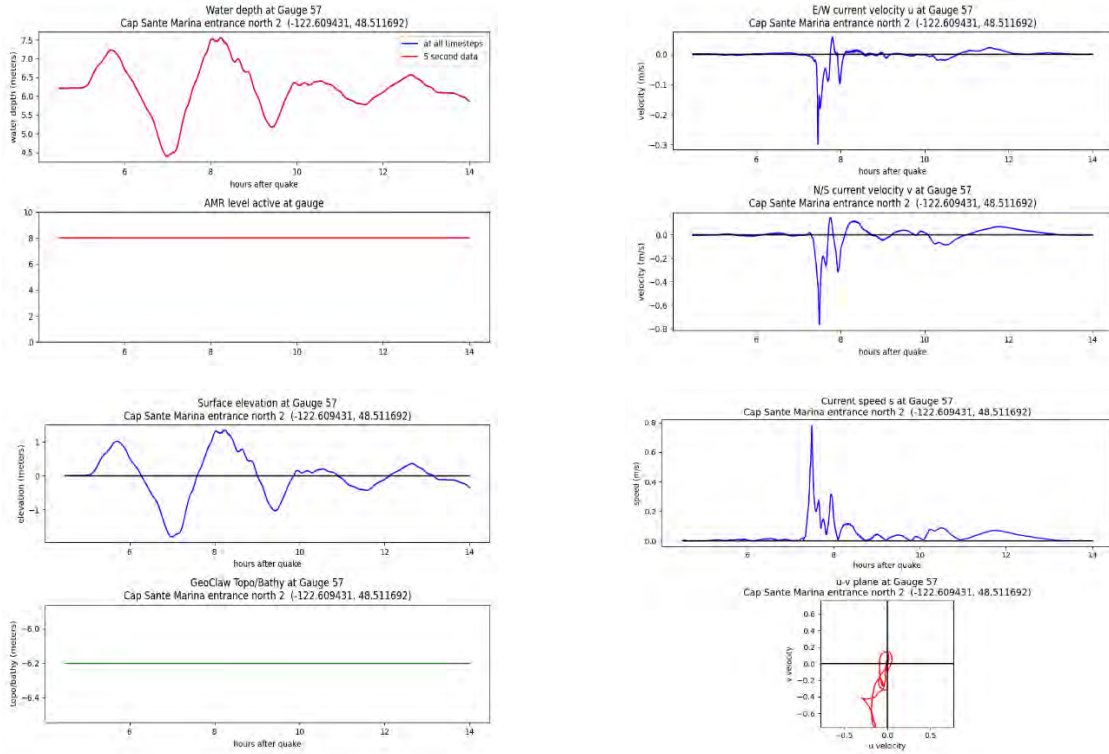 Water depth at Gauge 57
Cap Sante Marina entrance north 2 (-122.609431, 48.511692)
7.5
7.0
6.5
6.0
5.5
5.0
4.5
water depth (meters)
at all timesteps
5 second data
6 8 10 12 14
hours after quake
AMR level active at gauge
10
8
6
4
2
0
6 8 10 12 14
hours after quake
Surface elevation at Gauge 57
Cap Sante Marina entrance north 2 (-122.609431, 48.511692)
1
0
−1
elevation (meters)
6 8 10 12 14
hours after quake
GeoClaw Topo/Bathy at Gauge 57
Cap Sante Marina entrance north 2 (-122.609431, 48.511692)
−6.0
−6.2
−6.4
topo/bathy (meters)
6 8 10 12 14
hours after quake
E/W current velocity u at Gauge 57
Cap Sante Marina entrance north 2 (-122.609431, 48.511692)
0.0
−0.1
−0.2
−0.3
velocity (m/s)
6 8 10 12 14
hours after quake
N/S current velocity v at Gauge 57
Cap Sante Marina entrance north 2 (-122.609431, 48.511692)
0.0
−0.2
−0.4
−0.6
−0.8
velocity (m/s)
6 8 10 12 14
hours after quake
Current speed s at Gauge 57
Cap Sante Marina entrance north 2 (-122.609431, 48.511692)
0.8
0.6
0.4
0.2
0.0
speed (m/s)
6 8 10 12 14
hours after quake
u-v plane at Gauge 57
Cap Sante Marina entrance north 2 (-122.609431, 48.511692)
0.6
0.4
0.2
0.0
−0.2
−0.4
−0.6
v velocity
−0.5 0.0 0.5
u velocity